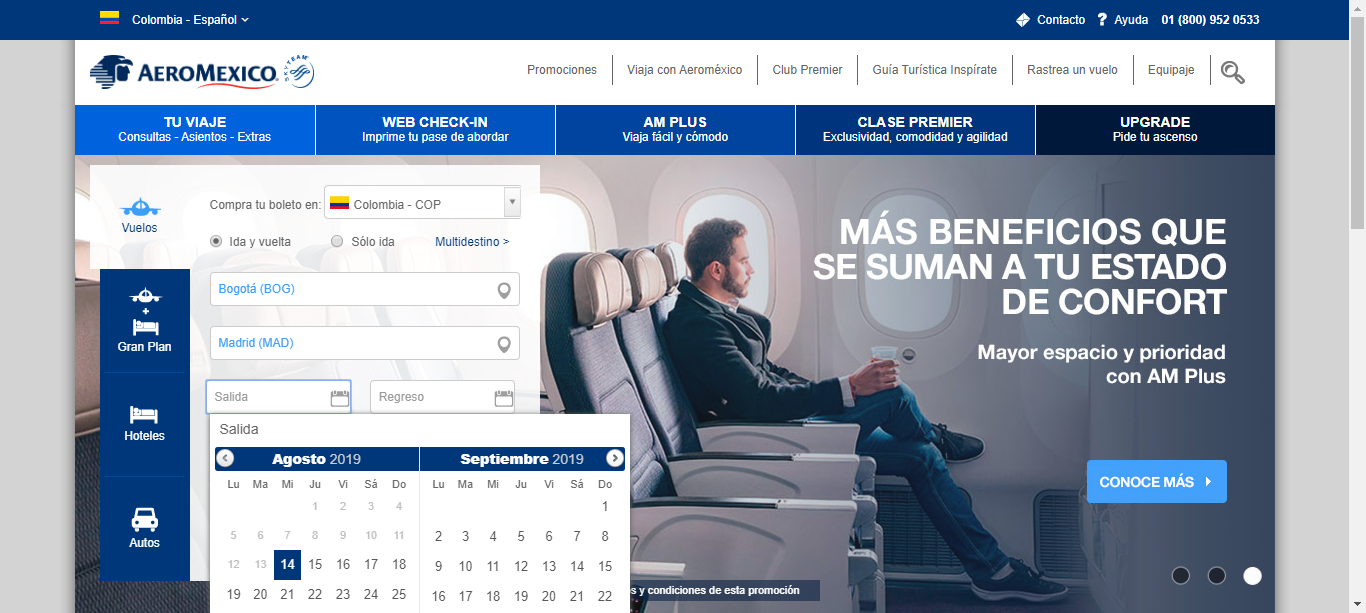 Colombia - Español
Contacto
Ayuda
01 (800) 952 0533
AEROMEXICO.
SKYTEAM
Promociones
Viaja con Aeroméxico
Club Premier
Guía Turística Inspírate
Rastrea un vuelo
Equipaje
TU VIAJE
Consultas - Asientos - Extras
WEB CHECK-IN
Imprime tu pase de abordar
AM PLUS
Viaja fácil y cómodo
CLASE PREMIER
Exclusividad, comodidad y agilidad
UPGRADE
Pide tu ascenso
Vuelos
Gran Plan
Hoteles
Autos
Compra tu boleto en:
Colombia - COP
Ida y vuelta
Sólo ida
Multidestino >
Bogotá (BOG)
Madrid (MAD)
Salida
Regreso
Salida
Agosto 2019
Lu Ma Mi Ju Vi Sá Do
1 2 3 4
5 6 7 8 9 10 11
12 13 14 15 16 17 18
19 20 21 22 23 24 25
Septiembre 2019
Lu Ma Mi Ju Vi Sá Do
1
2 3 4 5 6 7 8
9 10 11 12 13 14 15
16 17 18 19 20 21 22
MÁS BENEFICIOS QUE
SE SUMAN A TU ESTADO
DE CONFORT
Mayor espacio y prioridad
con AM Plus
CONOCE MÁS
s y condiciones de esta promoción